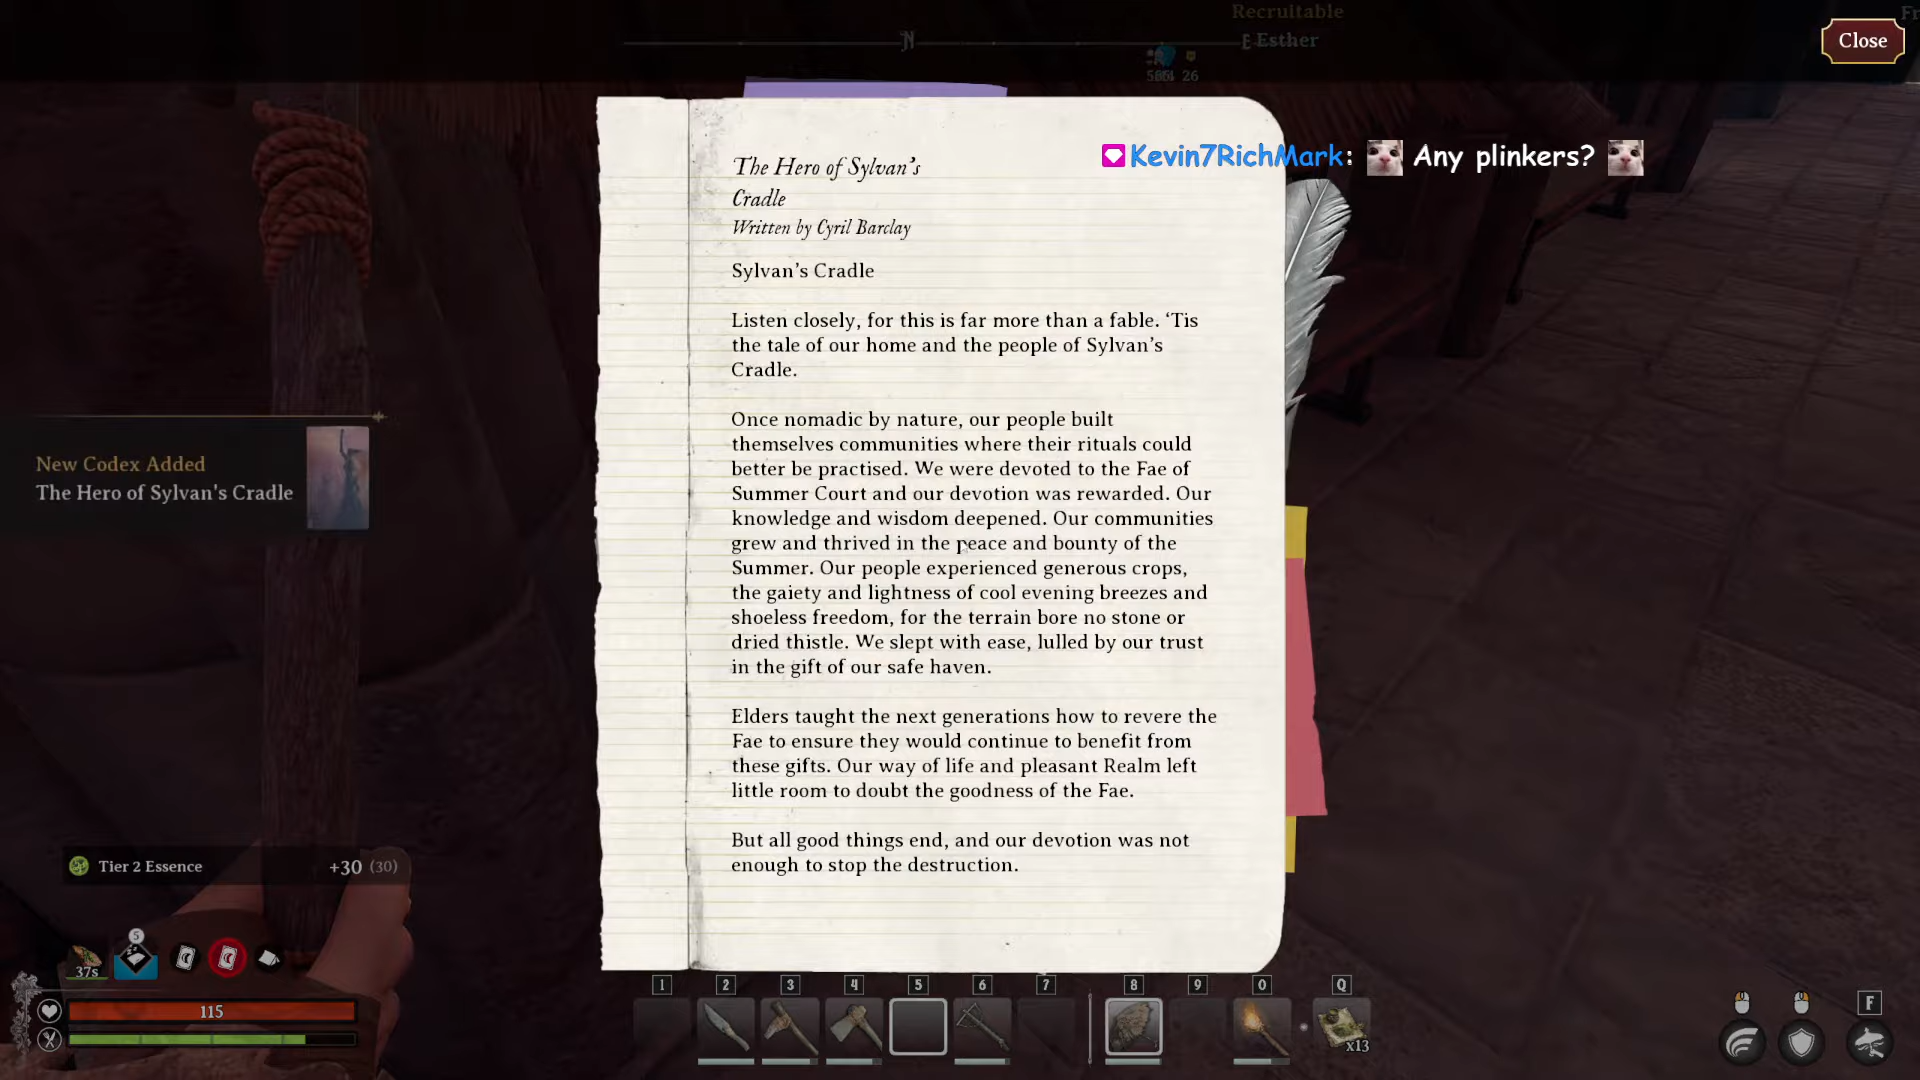 Recruitable
Fr
N
E
Esther
Close
26
The Hero of Sylvan's
Cradle
Written by Cyril Barclay
Kevin7RichMark: Any plinkers?
Sylvan's Cradle
Listen closely, for this is far more than a fable. 'Tis
the tale of our home and the people of Sylvan's
Cradle.
Once nomadic by nature, our people built
themselves communities where their rituals could
better be practised. We were devoted to the Fae of
Summer Court and our devotion was rewarded. Our
knowledge and wisdom deepened. Our communities
grew and thrived in the peace and bounty of the
Summer. Our people experienced generous crops,
the gaiety and lightness of cool evening breezes and
shoeless freedom, for the terrain bore no stone or
dried thistle. We slept with ease, lulled by our trust
in the gift of our safe haven.
Elders taught the next generations how to revere the
Fae to ensure they would continue to benefit from
these gifts. Our way of life and pleasant Realm left
little room to doubt the goodness of the Fae.
But all good things end, and our devotion was not
enough to stop the destruction.
New Codex Added
The Hero of Sylvan's Cradle
Tier 2 Essence +30 (30)
5
37s
115
1 2 3 4 5 6 7 8 9 0 Q
x13
F